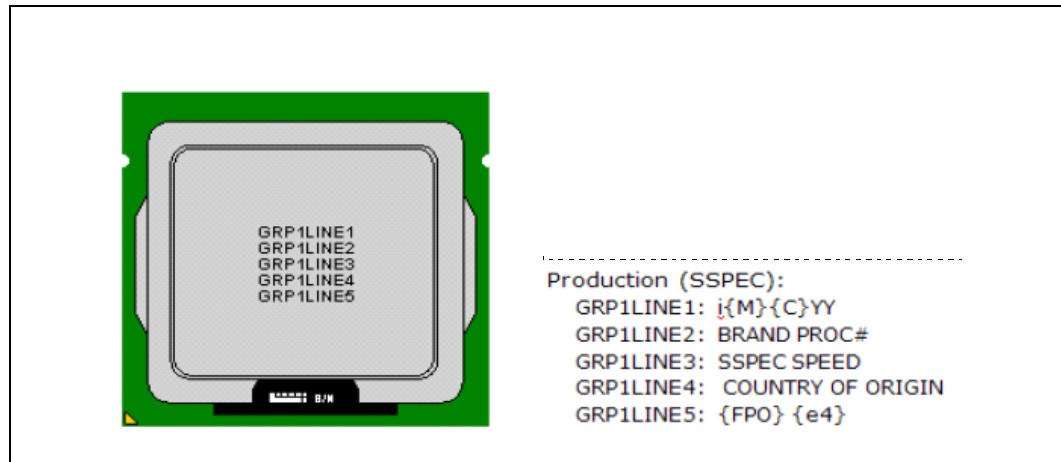 GRP1LINE1
GRP1LINE2
GRP1LINE3
GRP1LINE4
GRP1LINE5
S/N
Production (SSPEC):
GRP1LINE1: i{M}{C}YY
GRP1LINE2: BRAND PROC#
GRP1LINE3: SSPEC SPEED
GRP1LINE4: COUNTRY OF ORIGIN
GRP1LINE5: {FPO} {e4}